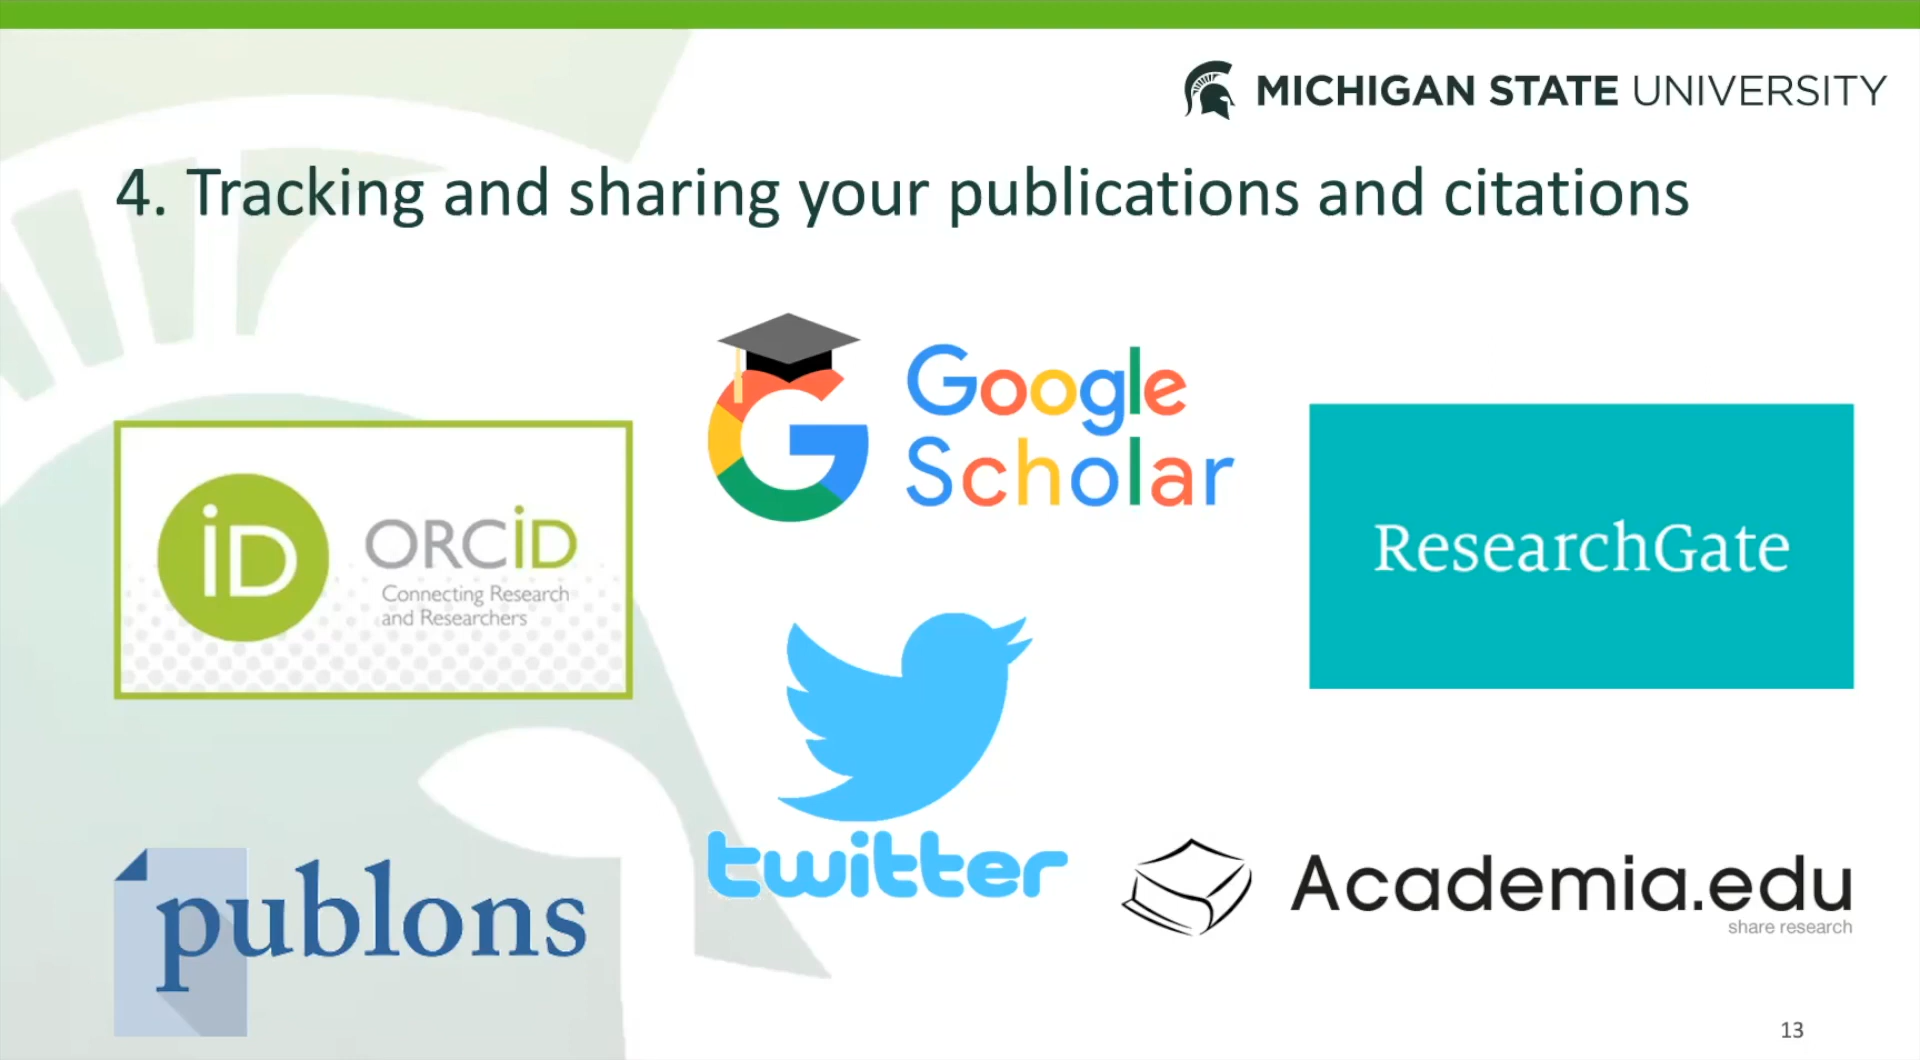 MICHIGAN STATE UNIVERSITY
4. Tracking and sharing your publications and citations
Google
Scholar
iD
ORCiD
Connecting Research
and Researchers
ResearchGate
twitter
publons
Academia.edu
share research
13